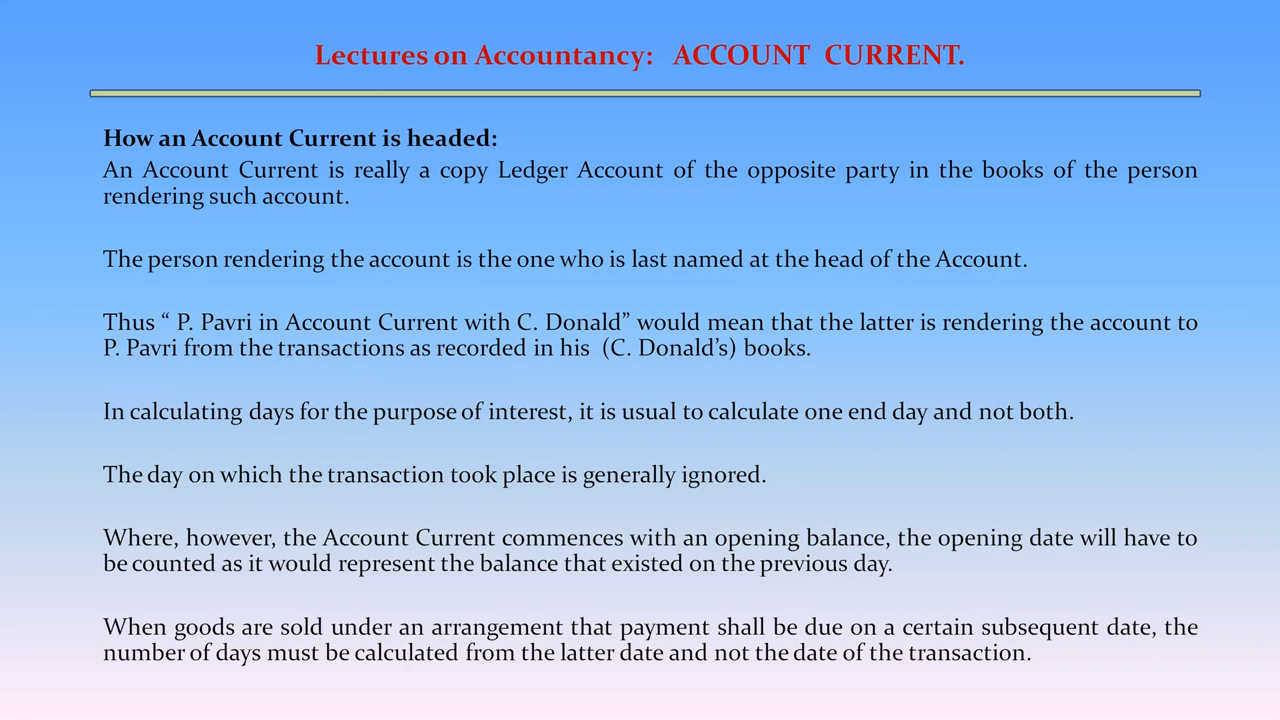 Lectures on Accountancy: ACCOUNT CURRENT.
How an Account Current is headed:
An Account Current is really a copy Ledger Account of the opposite party in the books of the person
rendering such account.
The person rendering the account is the one who is last named at the head of the Account.
Thus “ P. Pavri in Account Current with C. Donald” would mean that the latter is rendering the account to
P. Pavri from the transactions as recorded in his (C. Donald’s) books.
In calculating days for the purpose of interest, it is usual to calculate one end day and not both.
The day on which the transaction took place is generally ignored.
Where, however, the Account Current commences with an opening balance, the opening date will have to
be counted as it would represent the balance that existed on the previous day.
When goods are sold under an arrangement that payment shall be due on a certain subsequent date, the
number of days must be calculated from the latter date and not the date of the transaction.